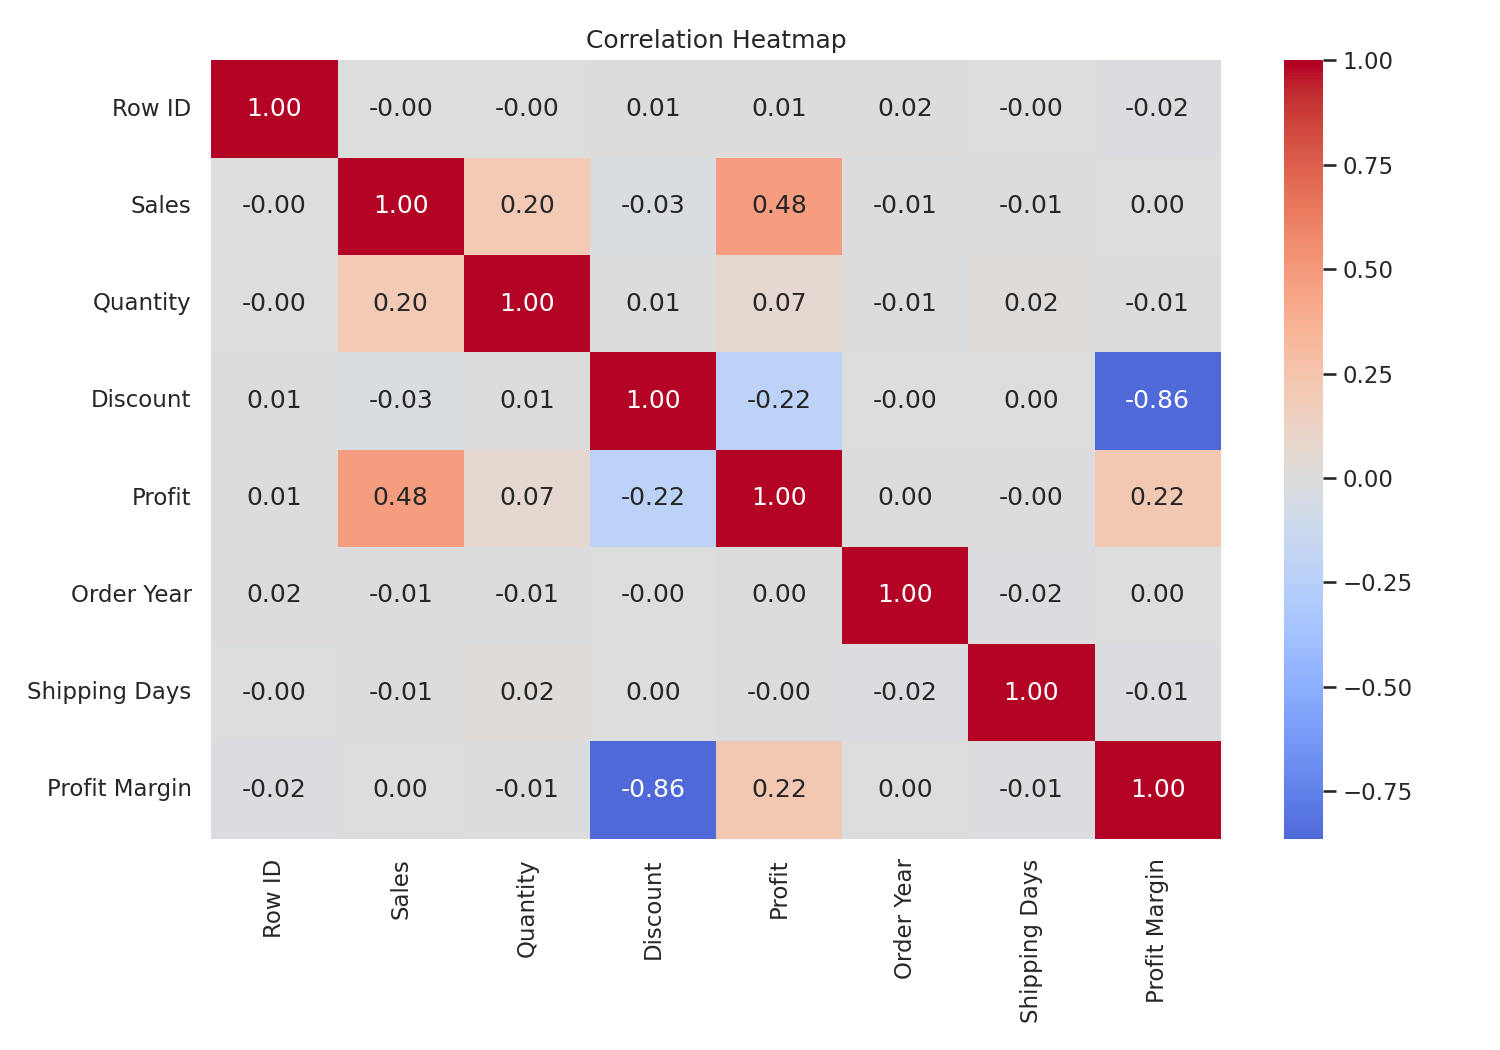 Correlation Heatmap
Row ID 1.00 -0.00 -0.00 0.01 0.01 0.02 -0.00 -0.02
Sales -0.00 1.00 0.20 -0.03 0.48 -0.01 -0.01 0.00
Quantity -0.00 0.20 1.00 0.01 0.07 -0.01 0.02 -0.01
Discount 0.01 -0.03 0.01 1.00 -0.22 -0.00 0.00 -0.86
Profit 0.01 0.48 0.07 -0.22 1.00 0.00 -0.00 0.22
Order Year 0.02 -0.01 -0.01 -0.00 0.00 1.00 -0.02 0.00
Shipping Days -0.00 -0.01 0.02 0.00 -0.00 -0.02 1.00 -0.01
Profit Margin -0.02 0.00 -0.01 -0.86 0.22 0.00 -0.01 1.00
Row ID
Sales
Quantity
Discount
Profit
Order Year
Shipping Days
Profit Margin
1.00
0.75
0.50
0.25
0.00
−0.25
−0.50
−0.75